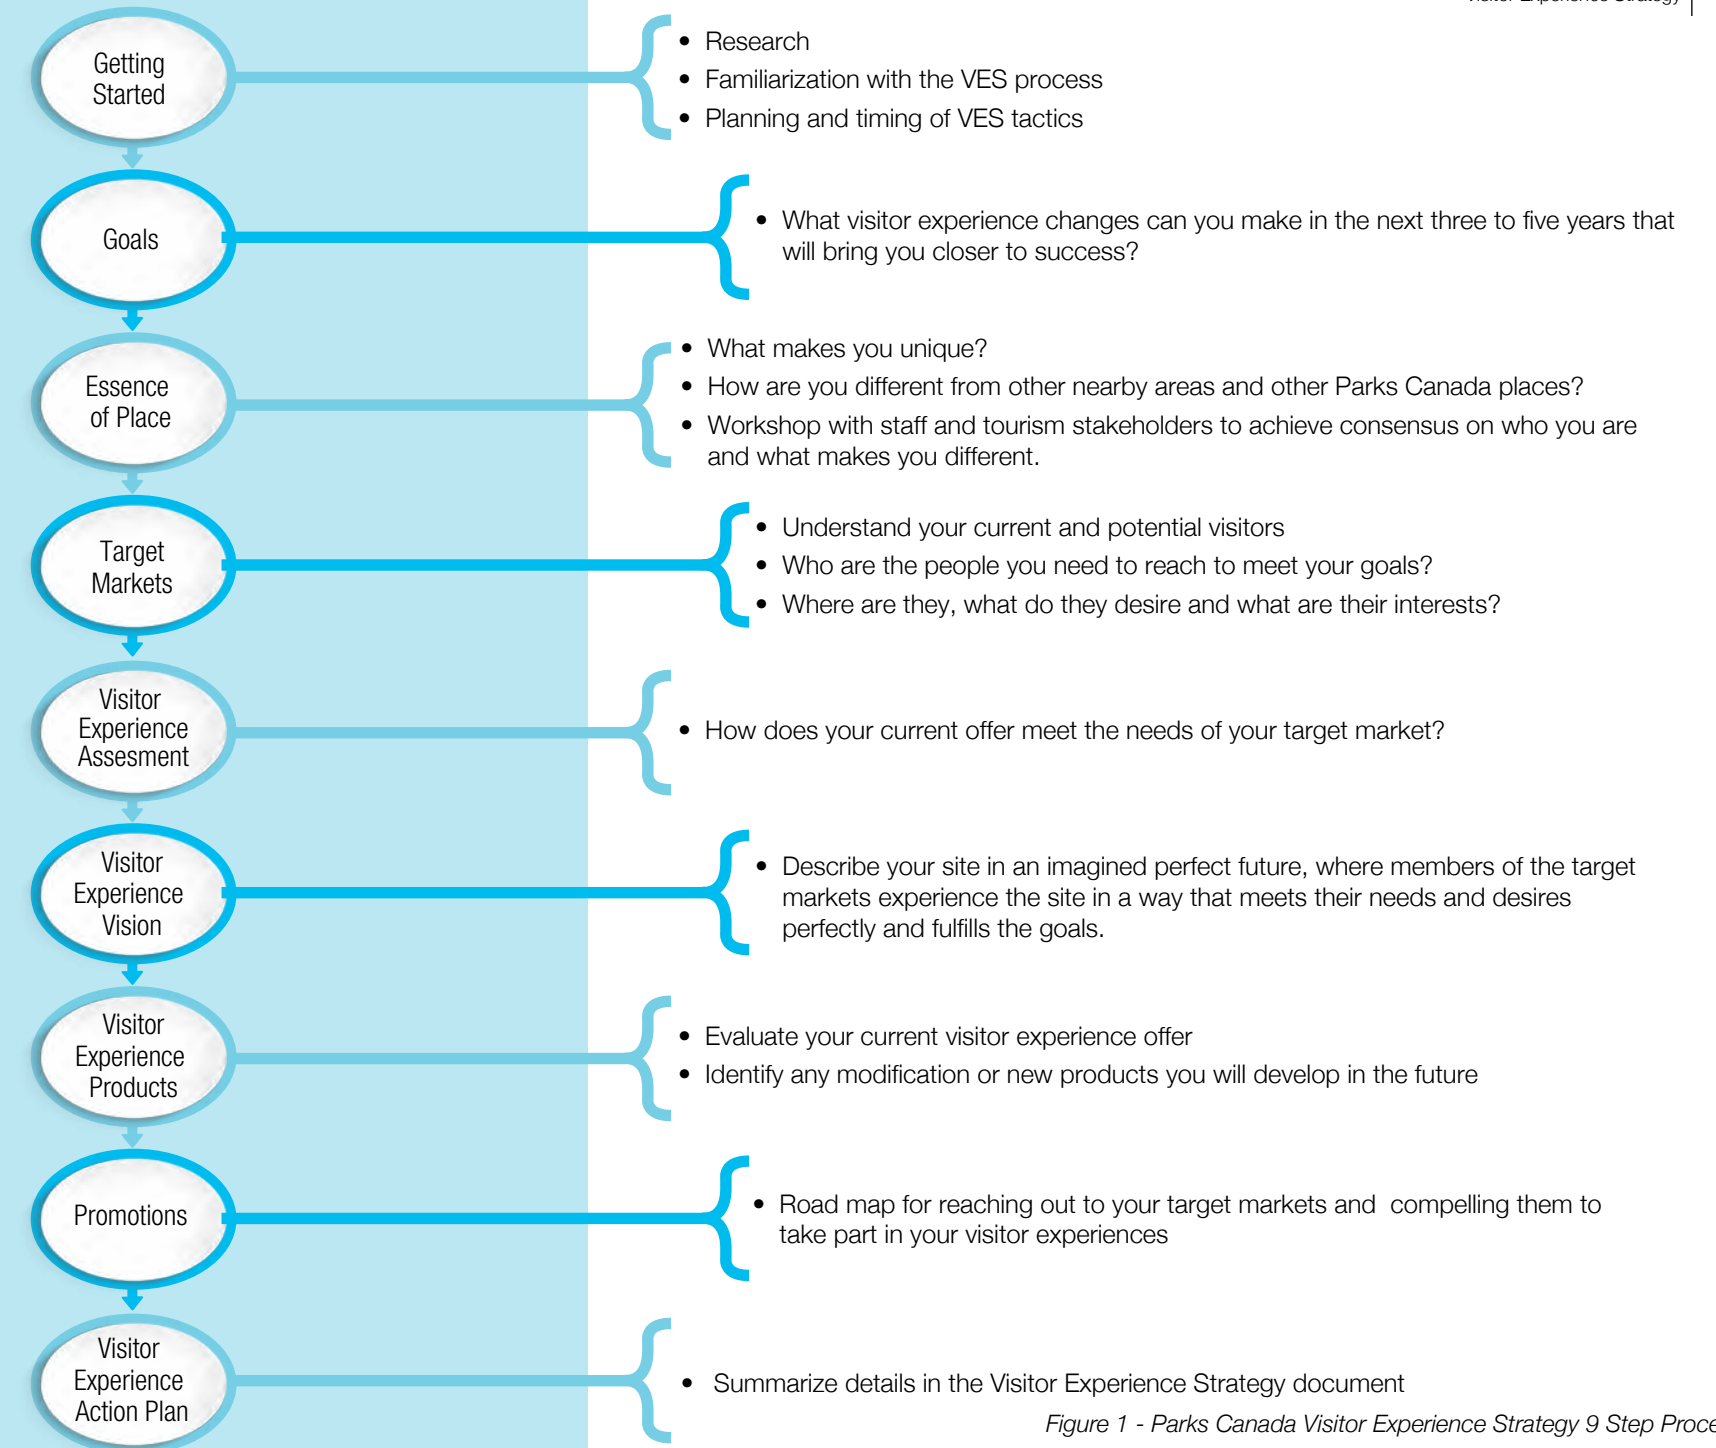 Visitor Experience Strategy
Getting
Started
• Research
• Familiarization with the VES process
• Planning and timing of VES tactics
Goals
• What visitor experience changes can you make in the next three to five years that
will bring you closer to success?
Essence
of Place
• What makes you unique?
• How are you different from other nearby areas and other Parks Canada places?
• Workshop with staff and tourism stakeholders to achieve consensus on who you are
and what makes you different.
Target
Markets
• Understand your current and potential visitors
• Who are the people you need to reach to meet your goals?
• Where are they, what do they desire and what are their interests?
Visitor
Experience
Assesment
• How does your current offer meet the needs of your target market?
Visitor
Experience
Vision
• Describe your site in an imagined perfect future, where members of the target
markets experience the site in a way that meets their needs and desires
perfectly and fulfills the goals.
Visitor
Experience
Products
• Evaluate your current visitor experience offer
• Identify any modification or new products you will develop in the future
Promotions
• Road map for reaching out to your target markets and compelling them to
take part in your visitor experiences
Visitor
Experience
Action Plan
• Summarize details in the Visitor Experience Strategy document
Figure 1 - Parks Canada Visitor Experience Strategy 9 Step